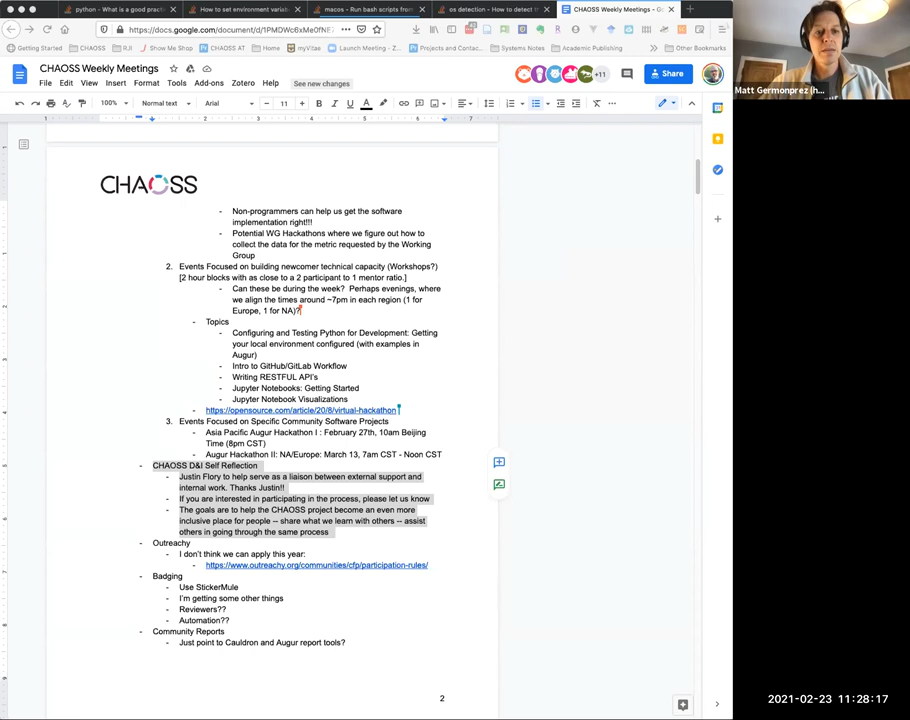 python - What is a good pract
How to set environment variab
macos - Run bash scripts from
os detection - How to detect t
CHAOSS Weekly Meetings - Go
https://docs.google.com/document/d/1PMDWc6xMe0fNE
Getting Started
CHAOSS
RJI
Show Me Shop
CHAOSS AT
Home
myVitae
Launch Meeting - Z
Projects and Contac
Systems Notes
Academic Publishing
Other Bookmarks
CHAOSS Weekly Meetings
File Edit View Insert Format Tools Add-ons Zotero Help
See new changes
+11
Share
100% Normal text Arial 11
CHAOSS
- Non-programmers can help us get the software
implementation right!!!
- Potential WG Hackathons where we figure out how to
collect the data for the metric requested by the Working
Group
2. Events Focused on building newcomer technical capacity (Workshops?)
[2 hour blocks with as close to a 2 participant to 1 mentor ratio.]
- Can these be during the week? Perhaps evenings, where
we align the times around ~7pm in each region (1 for
Europe, 1 for NA)?
- Topics
- Configuring and Testing Python for Development: Getting
your local environment configured (with examples in
Augur)
- Intro to GitHub/GitLab Workflow
- Writing RESTFUL API's
- Jupyter Notebooks: Getting Started
- Jupyter Notebook Visualizations
- https://opensource.com/article/20/8/virtual-hackathon
3. Events Focused on Specific Community Software Projects
- Asia Pacific Augur Hackathon I : February 27th, 10am Beijing
Time (8pm CST)
- Augur Hackathon II: NA/Europe: March 13, 7am CST - Noon CST
- CHAOSS D&I Self Reflection
- Justin Flory to help serve as a liaison between external support and
internal work. Thanks Justin!!
- If you are interested in participating in the process, please let us know
- The goals are to help the CHAOSS project become an even more
inclusive place for people -- share what we learn with others -- assist
others in going through the same process
- Outreachy
- I don't think we can apply this year:
- https://www.outreachy.org/communities/cfp/participation-rules/
- Badging
- Use StickerMule
- I'm getting some other things
- Reviewers??
- Automation??
- Community Reports
- Just point to Cauldron and Augur report tools?
2
Matt Germonprez (h...
2021-02-23 11:28:17